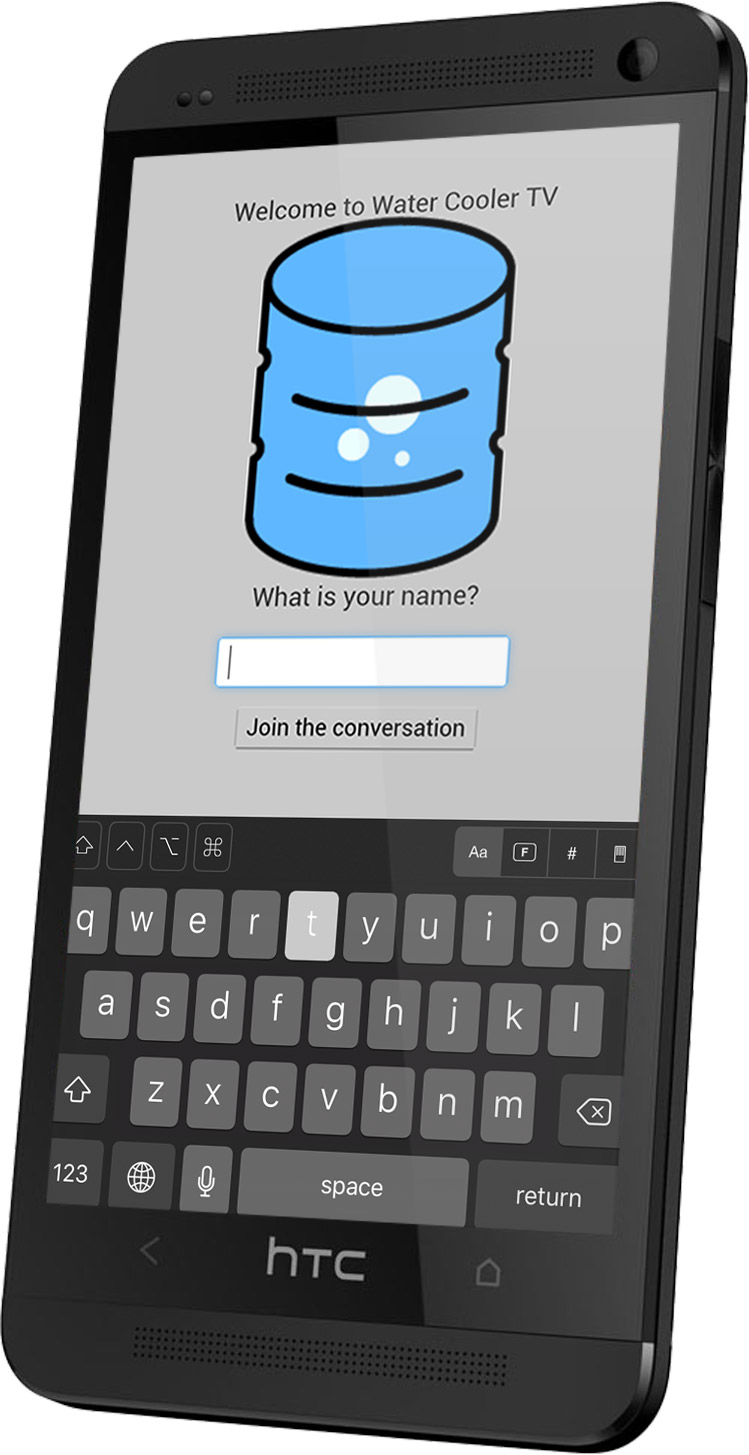 Welcome to Water Cooler TV
What is your name?
Join the conversation
Aa F #
q w e r t y u i o p
a s d f g h j k l
z x c v b n m
123 space return
hTC